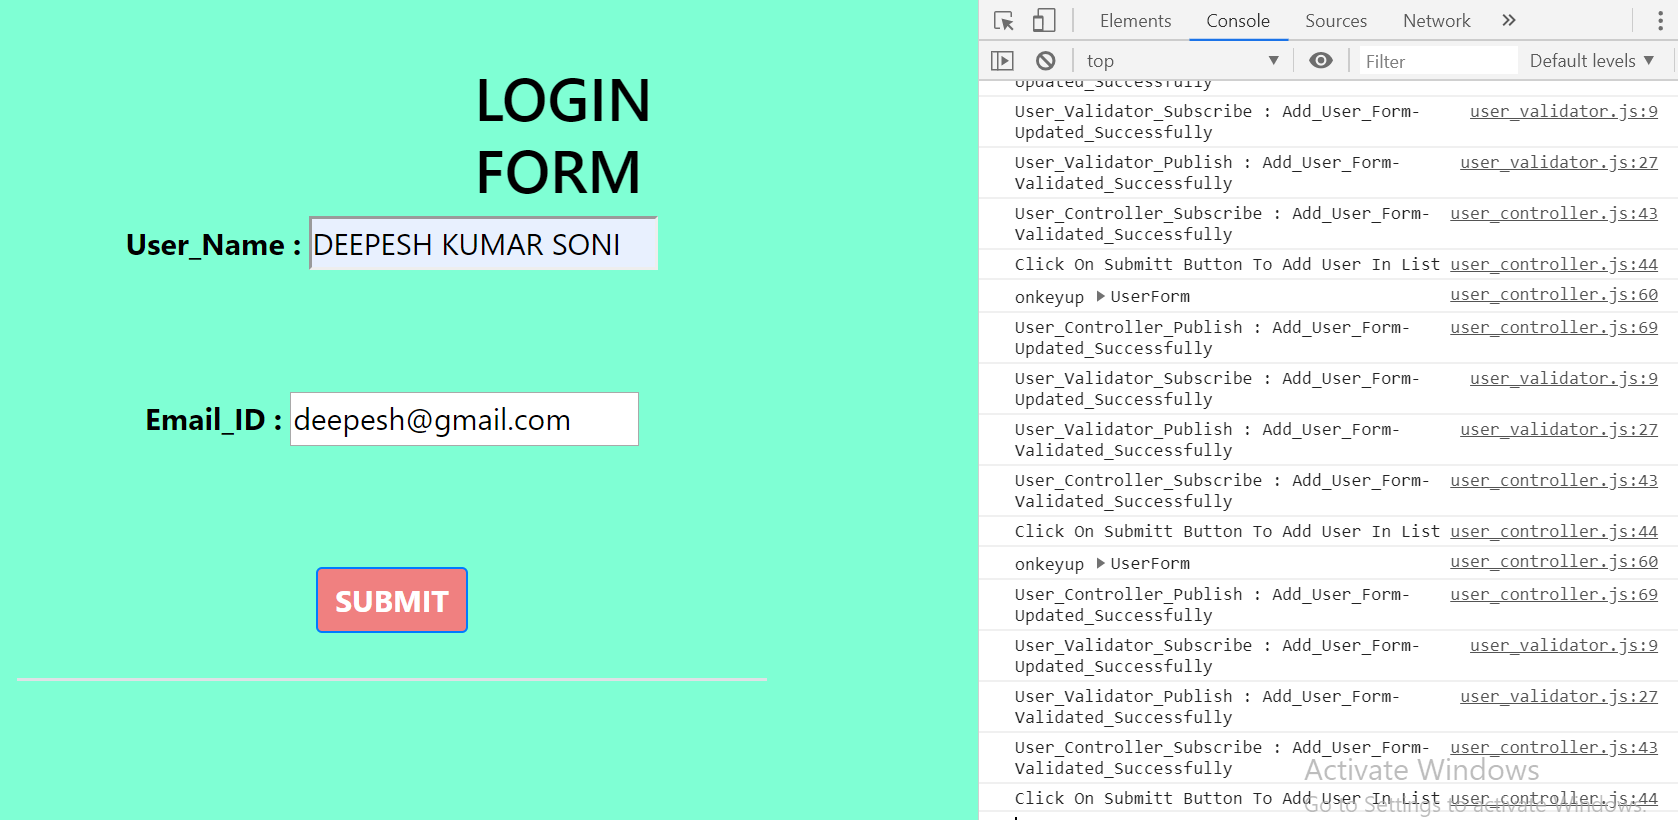 LOGIN
FORM
User_Name : DEEPESH KUMAR SONI
Email_ID : deepesh@gmail.com
SUBMIT
Elements Console Sources Network »
top ▼ Filter Default levels ▼
Updated_Successfully
User_Validator_Subscribe : Add_User_Form- user_validator.js:9
Updated_Successfully
User_Validator_Publish : Add_User_Form- user_validator.js:27
Validated_Successfully
User_Controller_Subscribe : Add_User_Form- user_controller.js:43
Validated_Successfully
Click On Submitt Button To Add User In List user_controller.js:44
onkeyup ▶ UserForm user_controller.js:60
User_Controller_Publish : Add_User_Form- user_controller.js:69
Updated_Successfully
User_Validator_Subscribe : Add_User_Form- user_validator.js:9
Updated_Successfully
User_Validator_Publish : Add_User_Form- user_validator.js:27
Validated_Successfully
User_Controller_Subscribe : Add_User_Form- user_controller.js:43
Validated_Successfully
Click On Submitt Button To Add User In List user_controller.js:44
onkeyup ▶ UserForm user_controller.js:60
User_Controller_Publish : Add_User_Form- user_controller.js:69
Updated_Successfully
User_Validator_Subscribe : Add_User_Form- user_validator.js:9
Updated_Successfully
User_Validator_Publish : Add_User_Form- user_validator.js:27
Validated_Successfully
User_Controller_Subscribe : Add_User_Form- user_controller.js:43
Validated_Successfully
Activate Windows
Click On Submitt Button To Add User In List user_controller.js:44
Go to Settings to activate Windows.